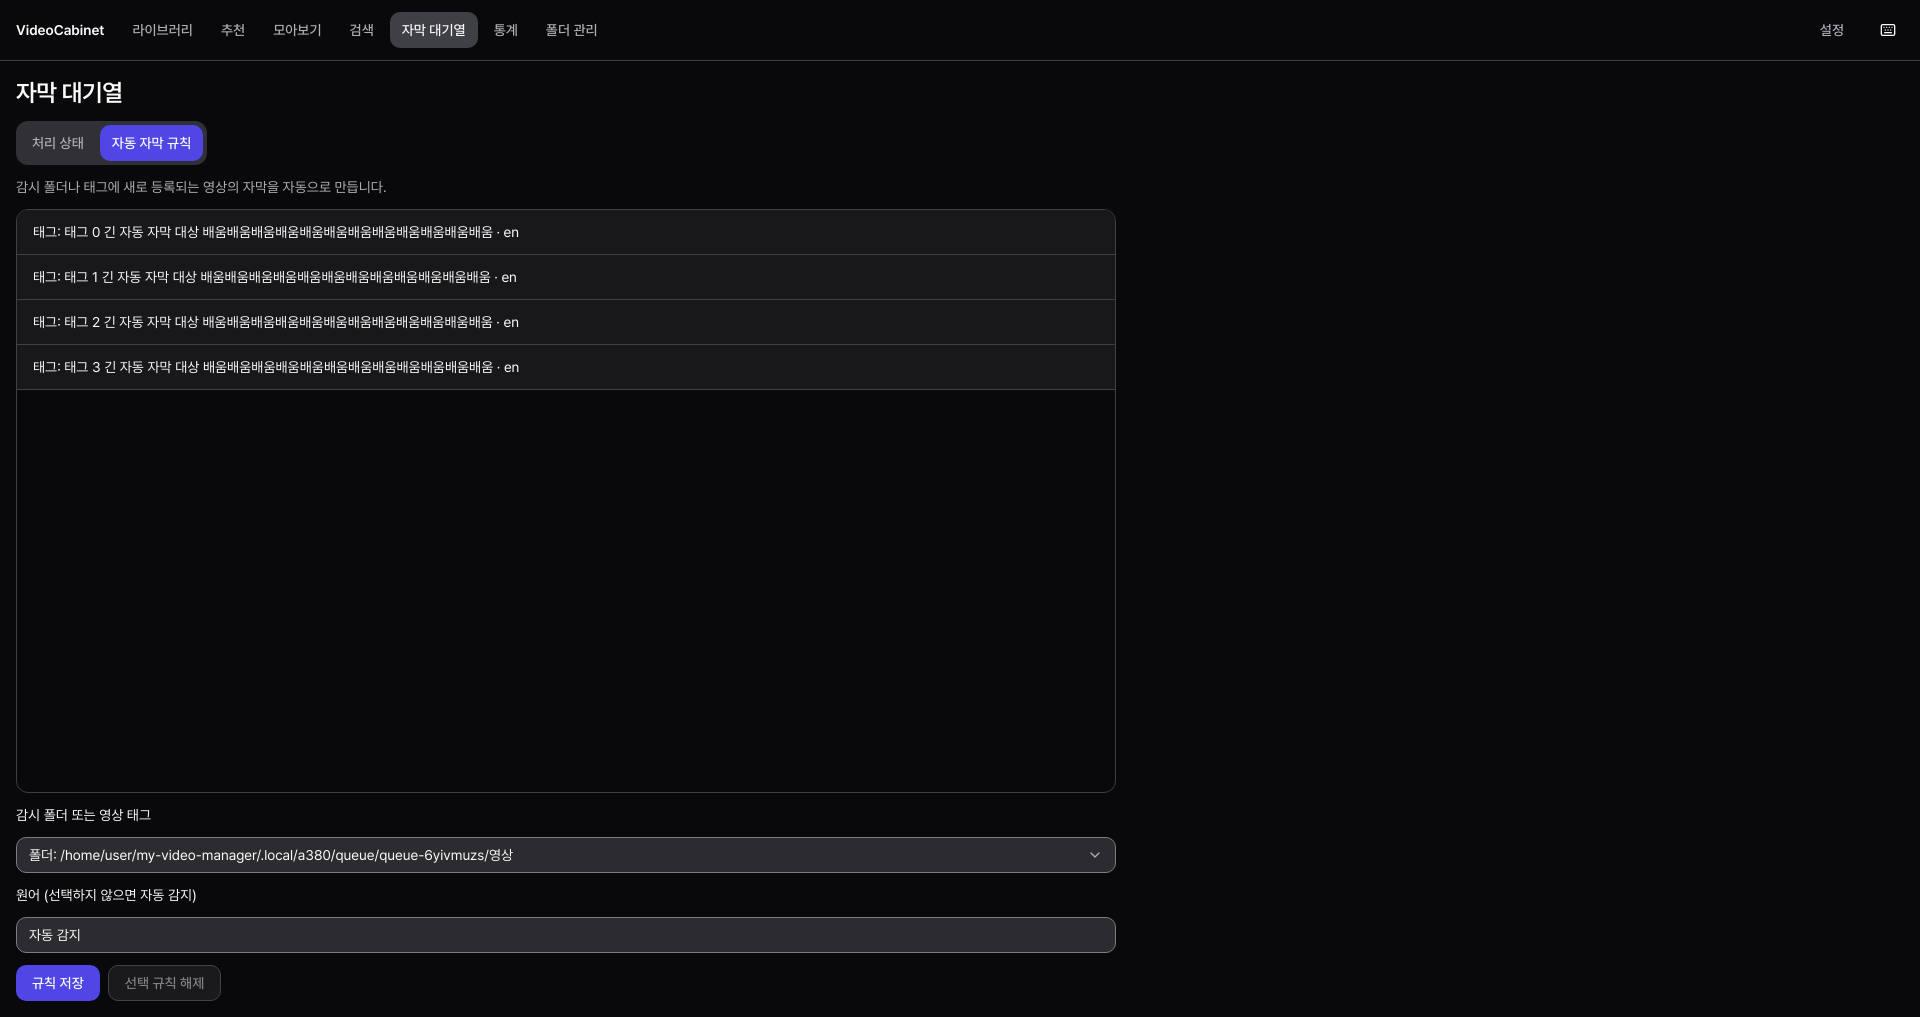 VideoCabinet 라이브러리 추천 모아보기 검색 자막 대기열 통계 폴더 관리 설정
자막 대기열
처리 상태 자동 자막 규칙
감시 폴더나 태그에 새로 등록되는 영상의 자막을 자동으로 만듭니다.
태그: 태그 0 긴 자동 자막 대상 배움배움배움배움배움배움배움배움배움배움배움배움 · en
태그: 태그 1 긴 자동 자막 대상 배움배움배움배움배움배움배움배움배움배움배움배움 · en
태그: 태그 2 긴 자동 자막 대상 배움배움배움배움배움배움배움배움배움배움배움배움 · en
태그: 태그 3 긴 자동 자막 대상 배움배움배움배움배움배움배움배움배움배움배움배움 · en
감시 폴더 또는 영상 태그
폴더: /home/user/my-video-manager/.local/a380/queue/queue-6yivmuzs/영상
원어 (선택하지 않으면 자동 감지)
자동 감지
규칙 저장 선택 규칙 해제